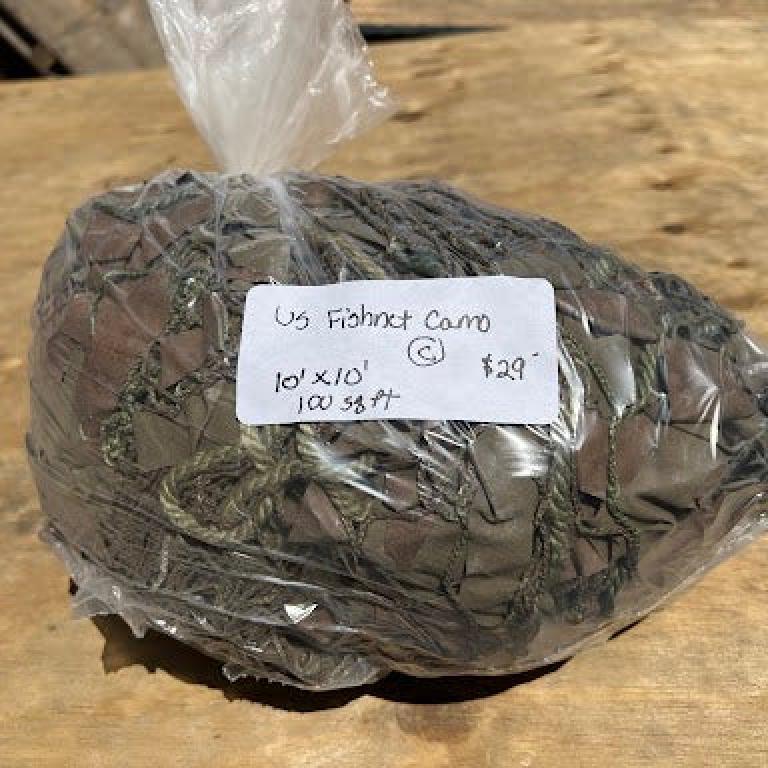 US Fishnet Camo
©
10' x 10' $29-
100 sq ft